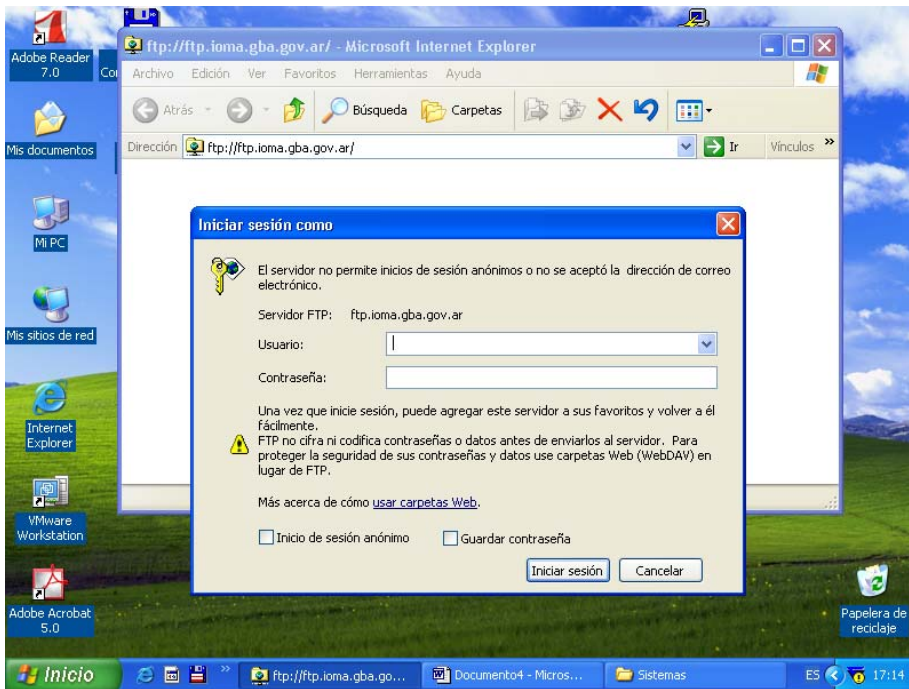 Adobe Reader
7.0
Co
Mis documentos
Mi PC
Mis sitios de red
Internet
Explorer
VMware
Workstation
Adobe Acrobat
5.0
ftp://ftp.ioma.gba.gov.ar/ - Microsoft Internet Explorer
Archivo Edición Ver Favoritos Herramientas Ayuda
Atrás Búsqueda Carpetas
Dirección ftp://ftp.ioma.gba.gov.ar/ Ir Vínculos »
Iniciar sesión como
El servidor no permite inicios de sesión anónimos o no se aceptó la dirección de correo
electrónico.
Servidor FTP: ftp.ioma.gba.gov.ar
Usuario:
Contraseña:
Una vez que inicie sesión, puede agregar este servidor a sus favoritos y volver a él
fácilmente.
FTP no cifra ni codifica contraseñas o datos antes de enviarlos al servidor. Para
proteger la seguridad de sus contraseñas y datos use carpetas Web (WebDAV) en
lugar de FTP.
Más acerca de cómo usar carpetas Web.
Inicio de sesión anónimo Guardar contraseña
Iniciar sesión Cancelar
Papelera de
reciclaje
Inicio » ftp://ftp.ioma.gba.go... Documento4 - Micros... Sistemas ES 17:14